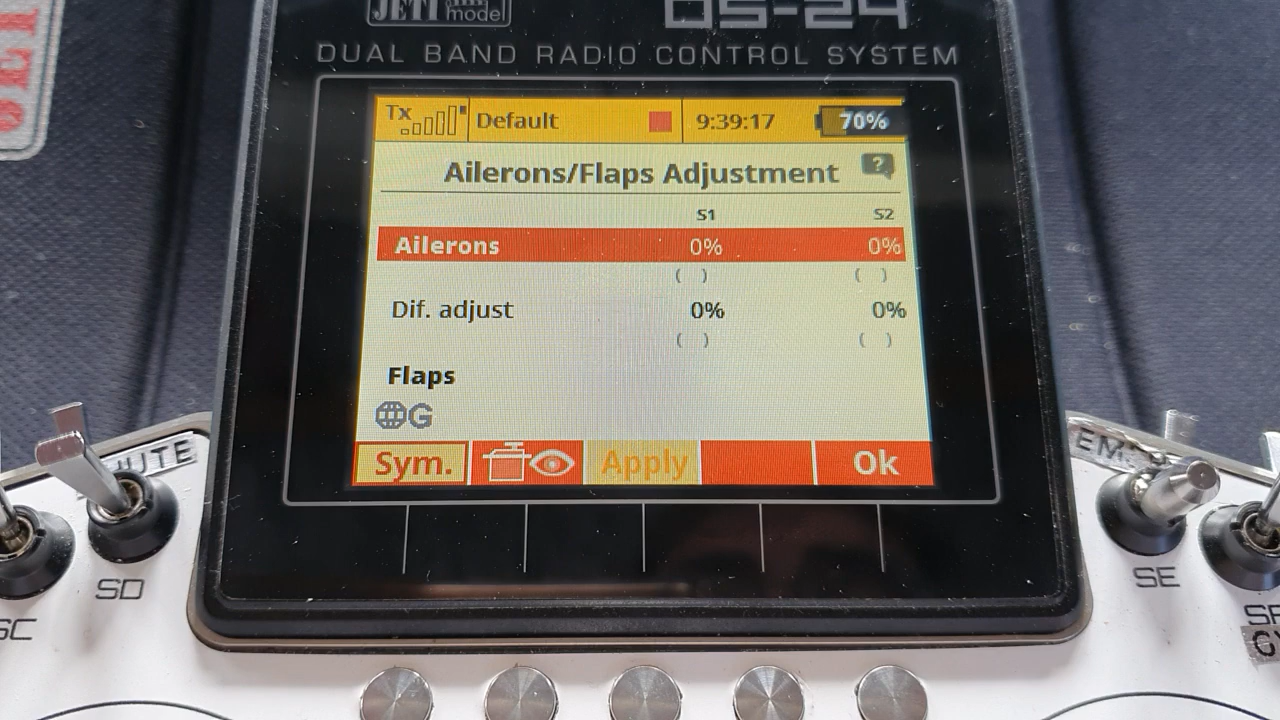 JETI model DS-24
DUAL BAND RADIO CONTROL SYSTEM
Tx Default 9:39:17 70%
Ailerons/Flaps Adjustment ?
S1 S2
Ailerons 0% 0%
( ) ( )
Dif. adjust 0% 0%
( ) ( )
Flaps
G
Sym. Apply Ok
SD
SC
SE